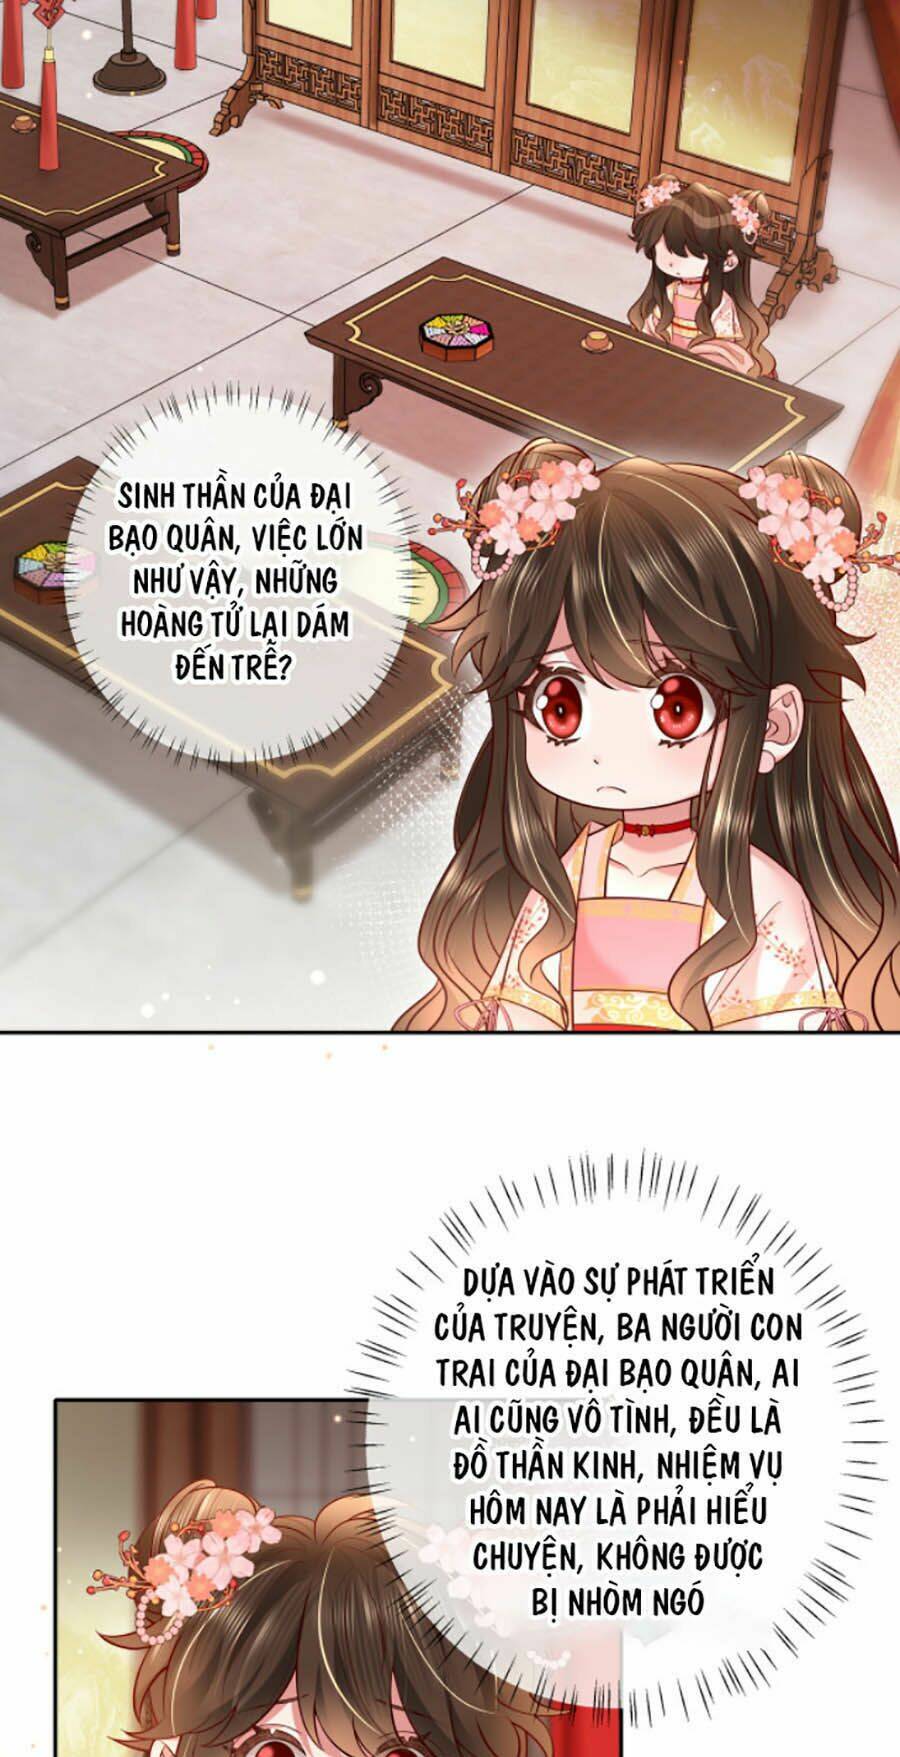 SINH THẦN CỦA ĐẠI
BẠO QUÂN, VIỆC LỚN
NHƯ VẬY, NHỮNG
HOÀNG TỬ LẠI DÁM
ĐẾN TRỄ?
DỰA VÀO SỰ PHÁT TRIỂN
CỦA TRUYỆN, BA NGƯỜI CON
TRAI CỦA ĐẠI BẠO QUÂN, AI
AI CŨNG VÔ TÌNH, ĐỀU LÀ
ĐỒ THẦN KINH, NHIỆM VỤ
HÔM NAY LÀ PHẢI HIỂU
CHUYỆN, KHÔNG ĐƯỢC
BỊ NHÒM NGÓ